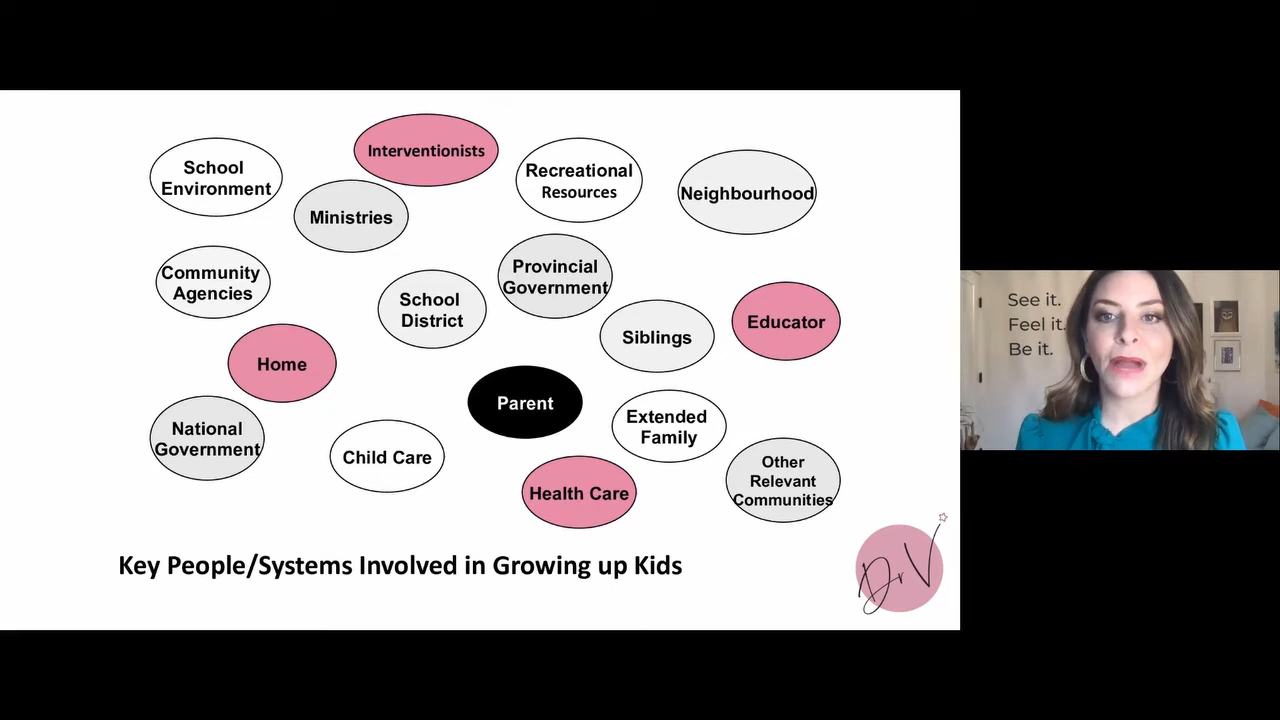 Interventionists
School
Environment
Recreational
Resources
Neighbourhood
Ministries
Community
Agencies
Provincial
Government
School
District
Siblings
Educator
Home
Parent
National
Government
Extended
Family
Child Care
Health Care
Other
Relevant
Communities
Key People/Systems Involved in Growing up Kids
Dr V
See it.
Feel it.
Be it.